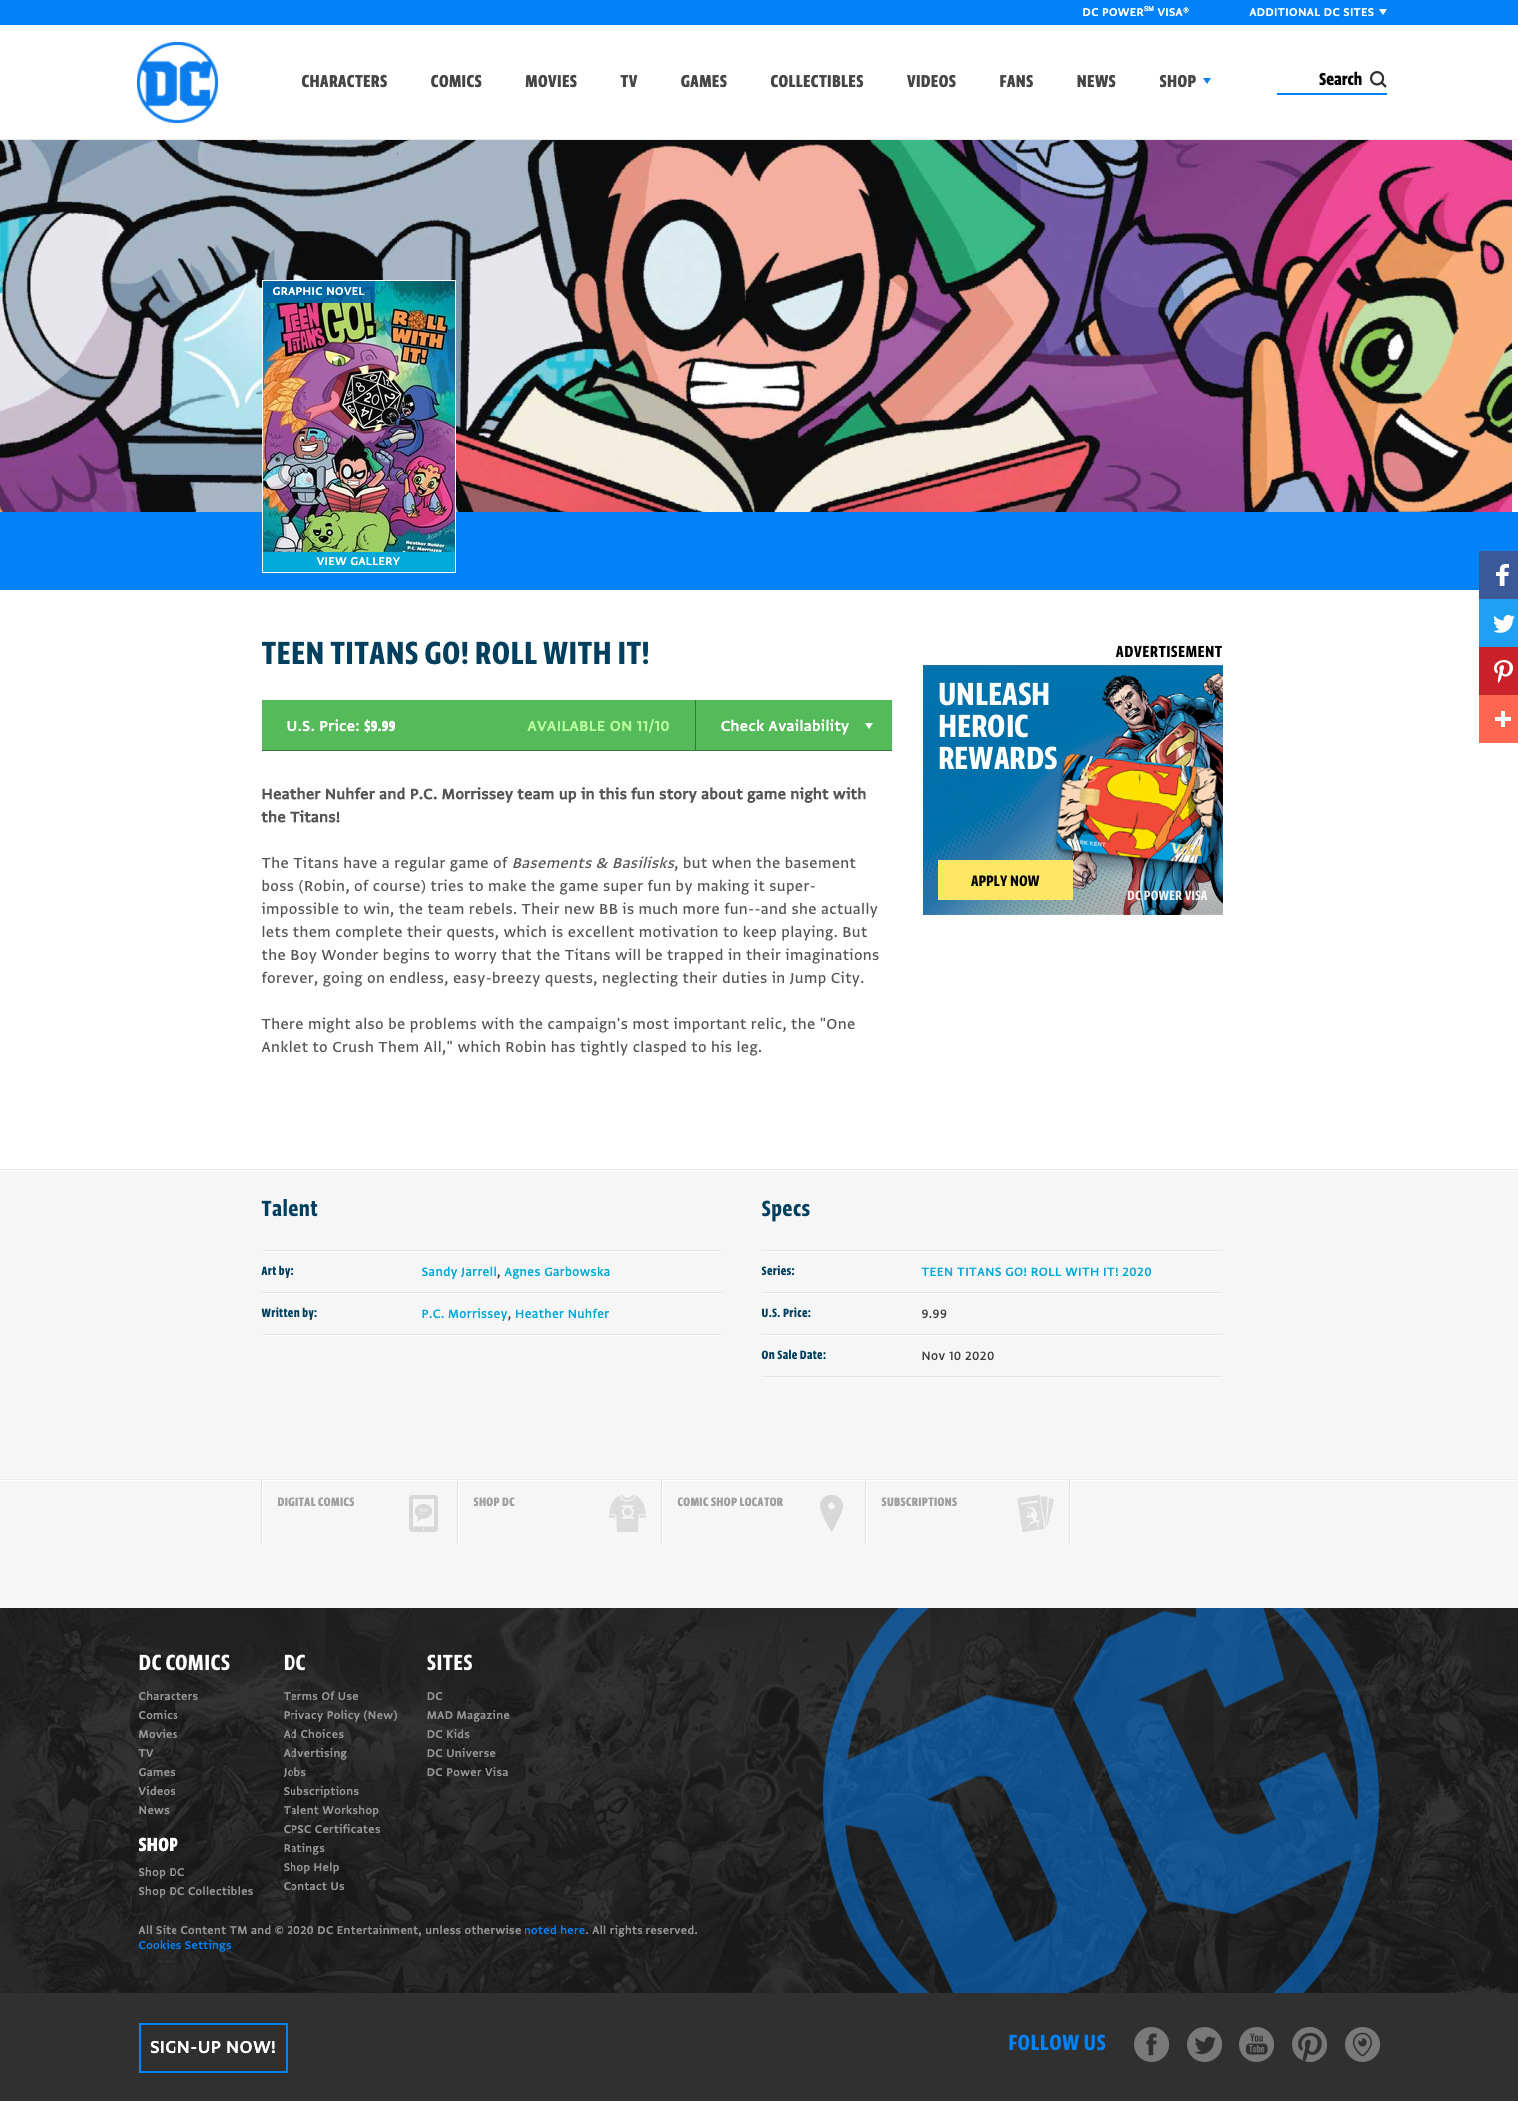 DC POWER℠ VISA®
ADDITIONAL DC SITES
DC
CHARACTERS
COMICS
MOVIES
TV
GAMES
COLLECTIBLES
VIDEOS
FANS
NEWS
SHOP
Search
GRAPHIC NOVEL
TEEN TITANS GO!
ROLL WITH IT!
8
20
2
14
Heather Nuhfer
P.C. Morrissey
VIEW GALLERY
TEEN TITANS GO! ROLL WITH IT!
U.S. Price: $9.99
AVAILABLE ON 11/10
Check Availability
Heather Nuhfer and P.C. Morrissey team up in this fun story about game night with
the Titans!
The Titans have a regular game of Basements & Basilisks, but when the basement
boss (Robin, of course) tries to make the game super fun by making it super-
impossible to win, the team rebels. Their new BB is much more fun--and she actually
lets them complete their quests, which is excellent motivation to keep playing. But
the Boy Wonder begins to worry that the Titans will be trapped in their imaginations
forever, going on endless, easy-breezy quests, neglecting their duties in Jump City.
There might also be problems with the campaign's most important relic, the "One
Anklet to Crush Them All," which Robin has tightly clasped to his leg.
ADVERTISEMENT
UNLEASH
HEROIC
REWARDS
APPLY NOW
VISA
DC POWER VISA
Talent
Art by:
Sandy Jarrell, Agnes Garbowska
Written by:
P.C. Morrissey, Heather Nuhfer
Specs
Series:
TEEN TITANS GO! ROLL WITH IT! 2020
U.S. Price:
9.99
On Sale Date:
Nov 10 2020
DIGITAL COMICS
SHOP DC
COMIC SHOP LOCATOR
SUBSCRIPTIONS
DC COMICS
Characters
Comics
Movies
TV
Games
Videos
News
SHOP
Shop DC
Shop DC Collectibles
DC
Terms Of Use
Privacy Policy (New)
Ad Choices
Advertising
Jobs
Subscriptions
Talent Workshop
CPSC Certificates
Ratings
Shop Help
Contact Us
SITES
DC
MAD Magazine
DC Kids
DC Universe
DC Power Visa
All Site Content TM and © 2020 DC Entertainment, unless otherwise noted here. All rights reserved.
Cookies Settings
DC
SIGN-UP NOW!
FOLLOW US
You
Tube